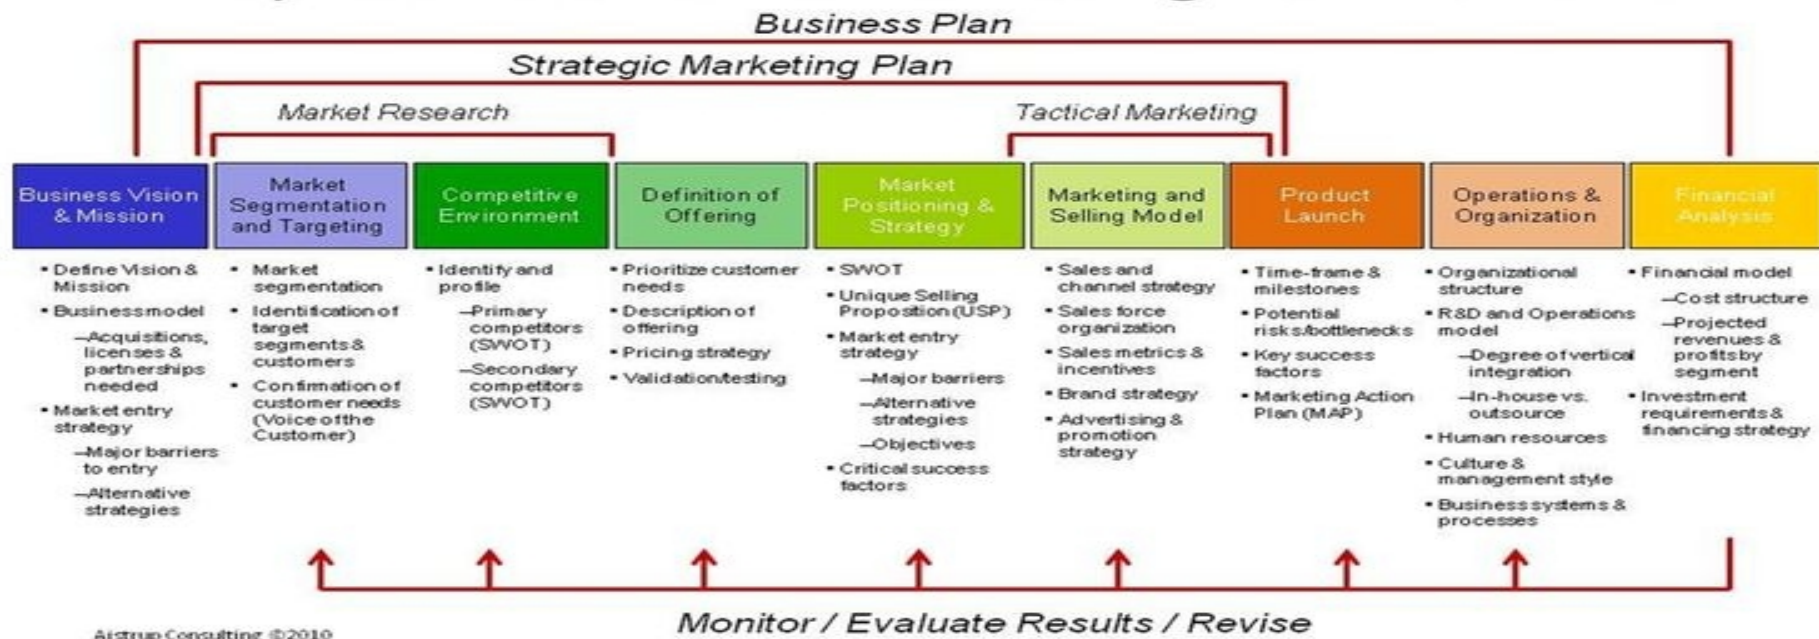 Business Plan
Strategic Marketing Plan
Market Research
Tactical Marketing
Business Vision
& Mission
Market
Segmentation
and Targeting
Competitive
Environment
Definition of
Offering
Market
Positioning &
Strategy
Marketing and
Selling Model
Product
Launch
Operations &
Organization
Financial
Analysis
• Define Vision &
Mission
• Business model
–Acquisitions,
licenses &
partnerships
needed
• Market entry
strategy
–Major barriers
to entry
–Alternative
strategies
• Market
segmentation
• Identification of
target
segments &
customers
• Confirmation of
customer needs
(Voice of the
Customer)
• Identify and
profile
–Primary
competitors
(SWOT)
–Secondary
competitors
(SWOT)
• Prioritize customer
needs
• Description of
offering
• Pricing strategy
• Validation/testing
• SWOT
• Unique Selling
Proposition (USP)
• Market entry
strategy
–Major barriers
–Alternative
strategies
–Objectives
• Critical success
factors
• Sales and
channel strategy
• Sales force
organization
• Sales metrics &
incentives
• Brand strategy
• Advertising &
promotion
strategy
• Time-frame &
milestones
• Potential
risks/bottlenecks
• Key success
factors
• Marketing Action
Plan (MAP)
• Organizational
structure
• R&D and Operations
model
–Degree of vertical
integration
–In-house vs.
outsource
• Human resources
• Culture &
management style
• Business systems &
processes
• Financial model
–Cost structure
–Projected
revenues &
profits by
segment
• Investment
requirements &
financing strategy
Monitor / Evaluate Results / Revise
Aistrup Consulting ©2010